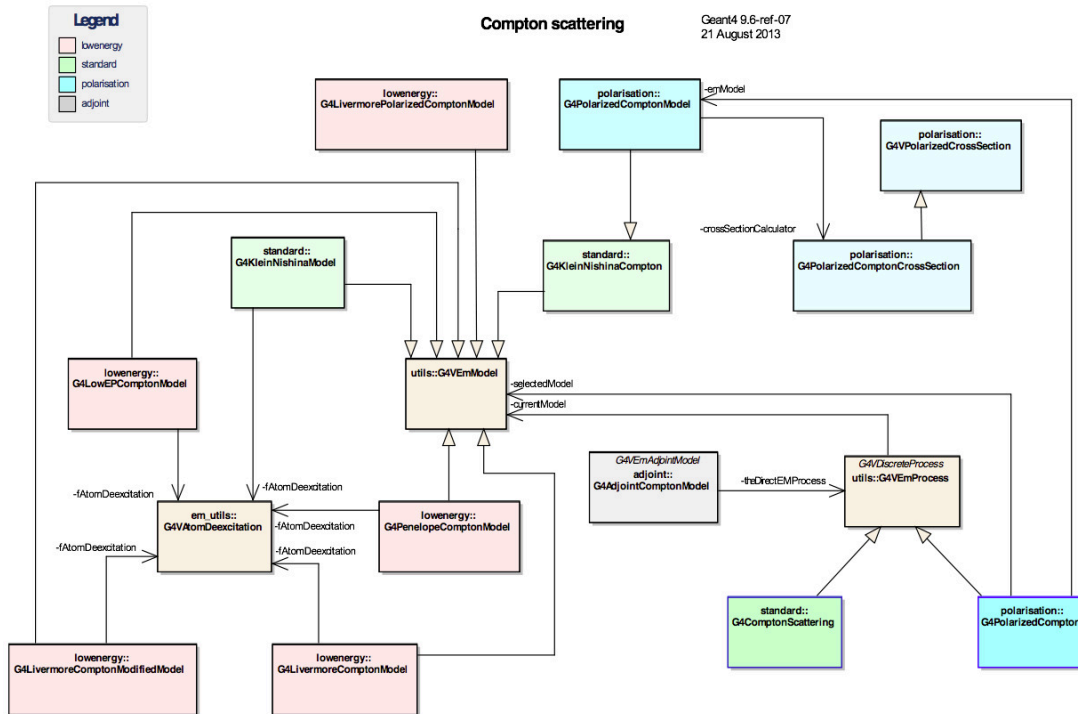 Legend
lowenergy
standard
polarisation
adjoint
Compton scattering
Geant4 9.6-ref-07
21 August 2013
lowenergy::
G4LivermorePolarizedComptonModel
polarisation::
G4PolarizedComptonModel
-emModel
polarisation::
G4VPolarizedCrossSection
-crossSectionCalculator
standard::
G4KleinNishinaModel
standard::
G4KleinNishinaCompton
polarisation::
G4PolarizedComptonCrossSection
lowenergy::
G4LowEPComptonModel
utils::G4VEmModel
-selectedModel
-currentModel
G4VEmAdjointModel
adjoint::
G4AdjointComptonModel
-theDirectEMProcess
G4VDiscreteProcess
utils::G4VEmProcess
-fAtomDeexcitation
-fAtomDeexcitation
em_utils::
G4VAtomDeexcitation
-fAtomDeexcitation
lowenergy::
G4PenelopeComptonModel
-fAtomDeexcitation
-fAtomDeexcitation
standard::
G4ComptonScattering
polarisation::
G4PolarizedCompton
lowenergy::
G4LivermoreComptonModifiedModel
lowenergy::
G4LivermoreComptonModel